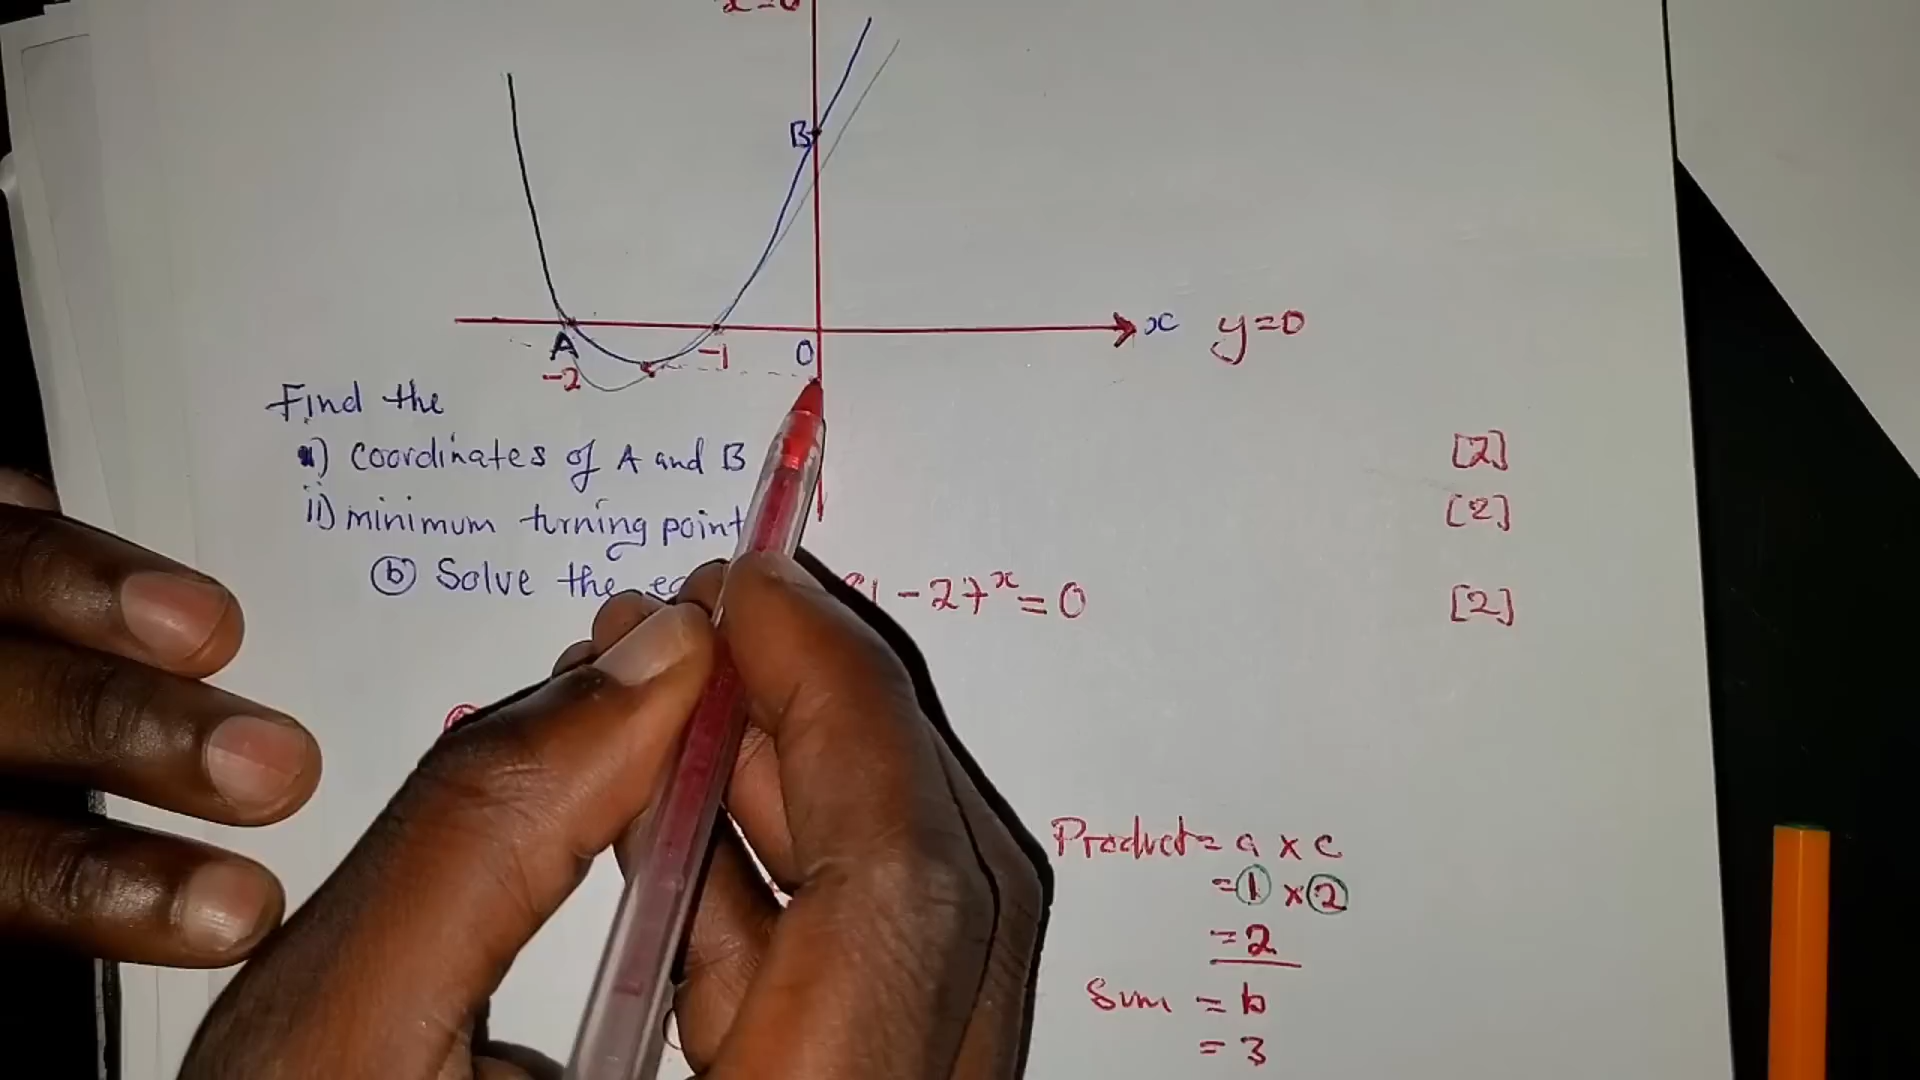 B
x y=0
A -1 0
-2
Find the
i) coordinates of A and B [2]
ii) minimum turning point [2]
(b) Solve the - 27^x = 0 [2]
Product = a x c
= 1 x 2
= 2
Sum = b
= 3